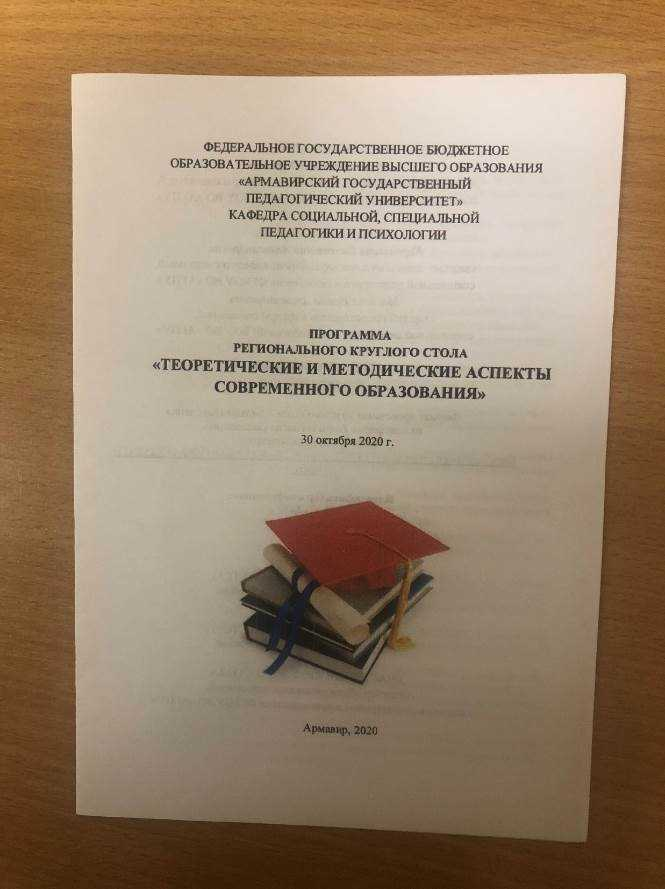 ФЕДЕРАЛЬНОЕ ГОСУДАРСТВЕННОЕ БЮДЖЕТНОЕ
ОБРАЗОВАТЕЛЬНОЕ УЧРЕЖДЕНИЕ ВЫСШЕГО ОБРАЗОВАНИЯ
«АРМАВИРСКИЙ ГОСУДАРСТВЕННЫЙ
ПЕДАГОГИЧЕСКИЙ УНИВЕРСИТЕТ»
КАФЕДРА СОЦИАЛЬНОЙ, СПЕЦИАЛЬНОЙ
ПЕДАГОГИКИ И ПСИХОЛОГИИ
ПРОГРАММА
РЕГИОНАЛЬНОГО КРУГЛОГО СТОЛА
«ТЕОРЕТИЧЕСКИЕ И МЕТОДИЧЕСКИЕ АСПЕКТЫ
СОВРЕМЕННОГО ОБРАЗОВАНИЯ»
30 октября 2020 г.
Армавир, 2020